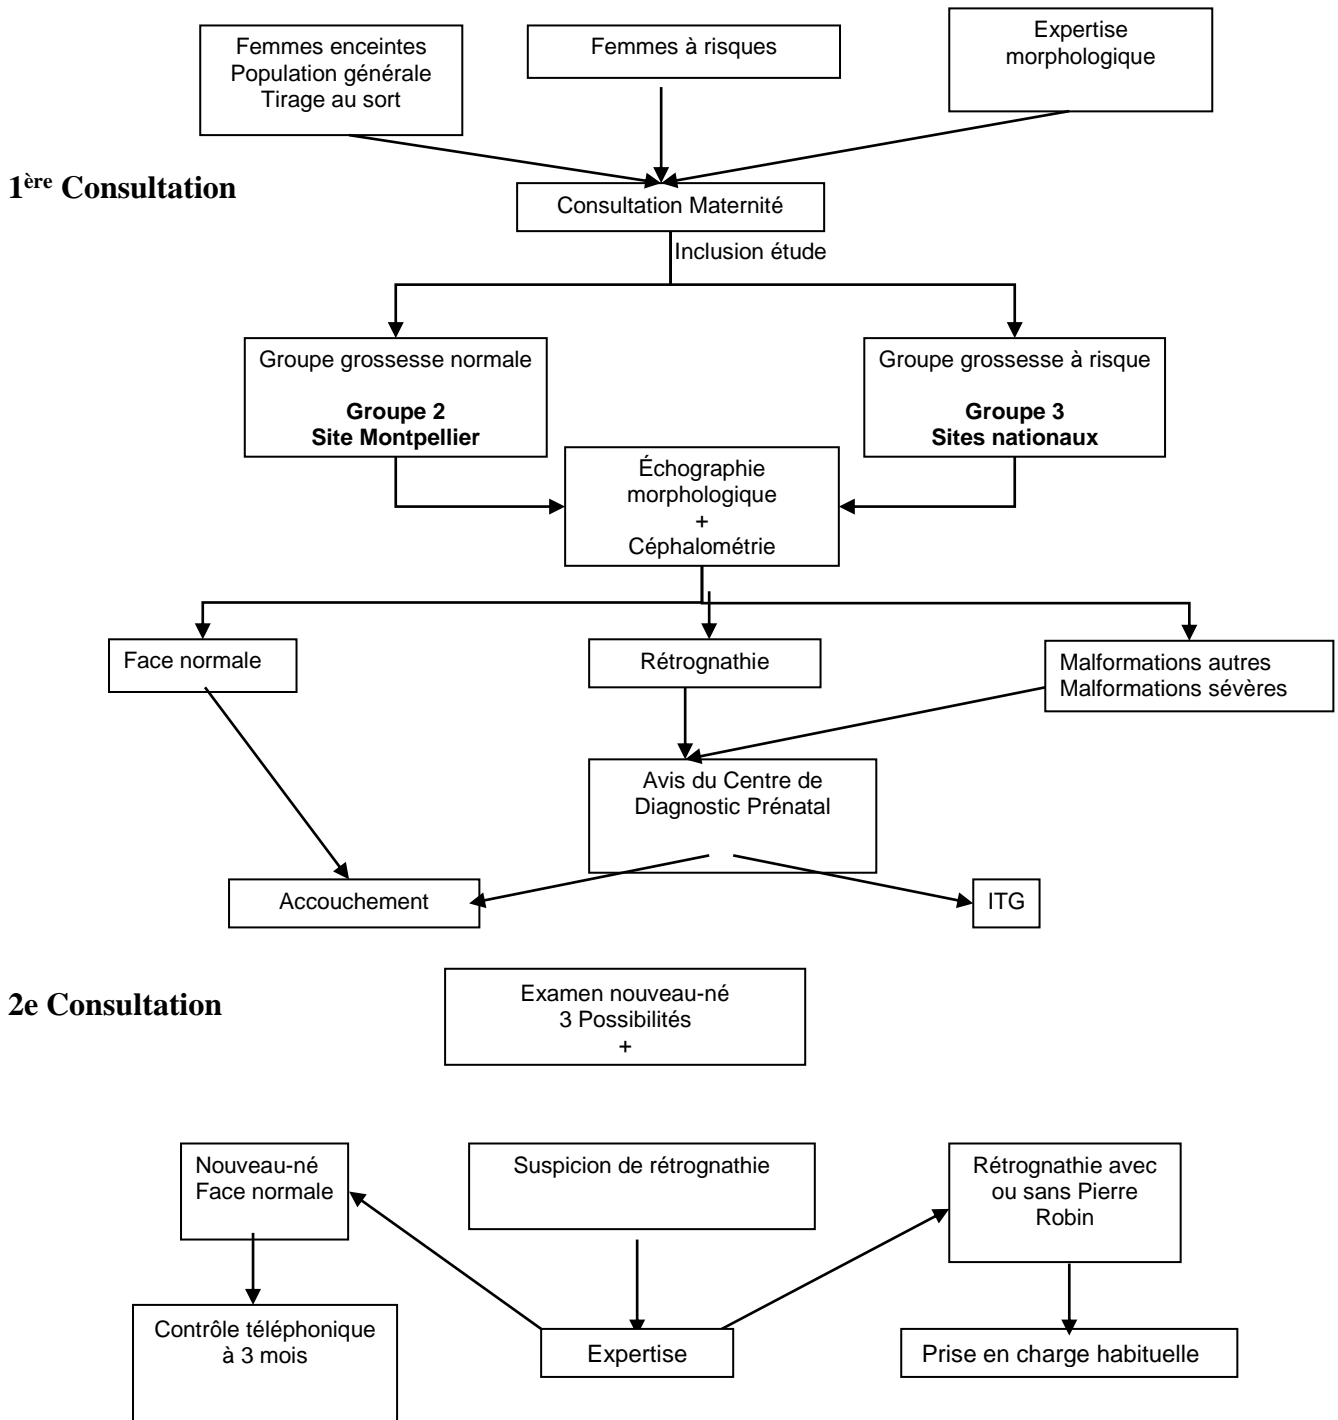 Femmes enceintes
Population générale
Tirage au sort
Femmes à risques
Expertise
morphologique
1ère Consultation
Consultation Maternité
Inclusion étude
Groupe grossesse normale
Groupe 2
Site Montpellier
Groupe grossesse à risque
Groupe 3
Sites nationaux
Échographie
morphologique
+
Céphalométrie
Face normale
Rétrognathie
Malformations autres
Malformations sévères
Avis du Centre de
Diagnostic Prénatal
Accouchement
ITG
2e Consultation
Examen nouveau-né
3 Possibilités
+
Nouveau-né
Face normale
Suspicion de rétrognathie
Rétrognathie avec
ou sans Pierre
Robin
Contrôle téléphonique
à 3 mois
Expertise
Prise en charge habituelle